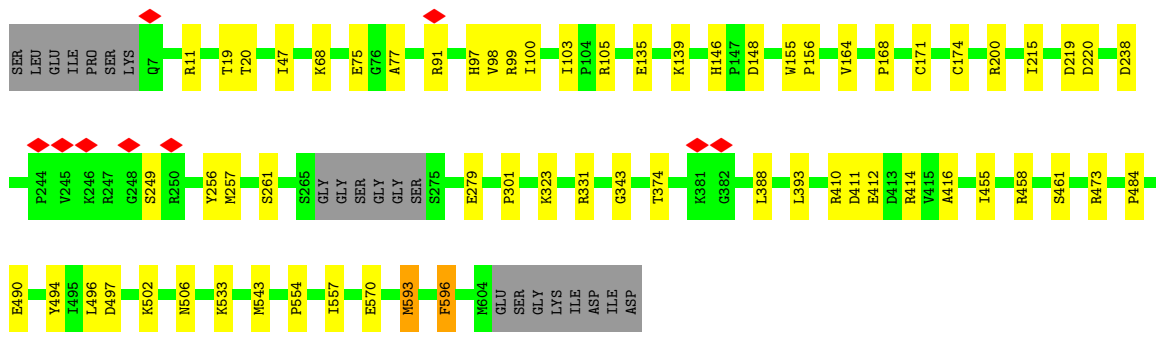 SER LEU GLU ILE PRO SER LYS Q7 R11 T19 T20 I47 K68 E75 G76 A77 R91 H97 V98 R99 I100 I103 P104 R105 E135 K139 H146 P147 D148 W155 P156 V164 P168 C171 C174 R200 I215 D219 D220 D238
P244 V245 K246 R247 G248 S249 R250 Y256 M257 S261 S265 GLY GLY SER GLY GLY SER S275 E279 P301 K323 R331 G343 T374 K381 G382 L388 L393 R410 D411 E412 D413 R414 V415 A416 I455 R458 S461 R473 P484
E490 Y494 I495 L496 D497 K502 N506 K533 M543 P554 I557 E570 M593 F596 M604 GLU SER GLY LYS ILE ASP ILE ASP